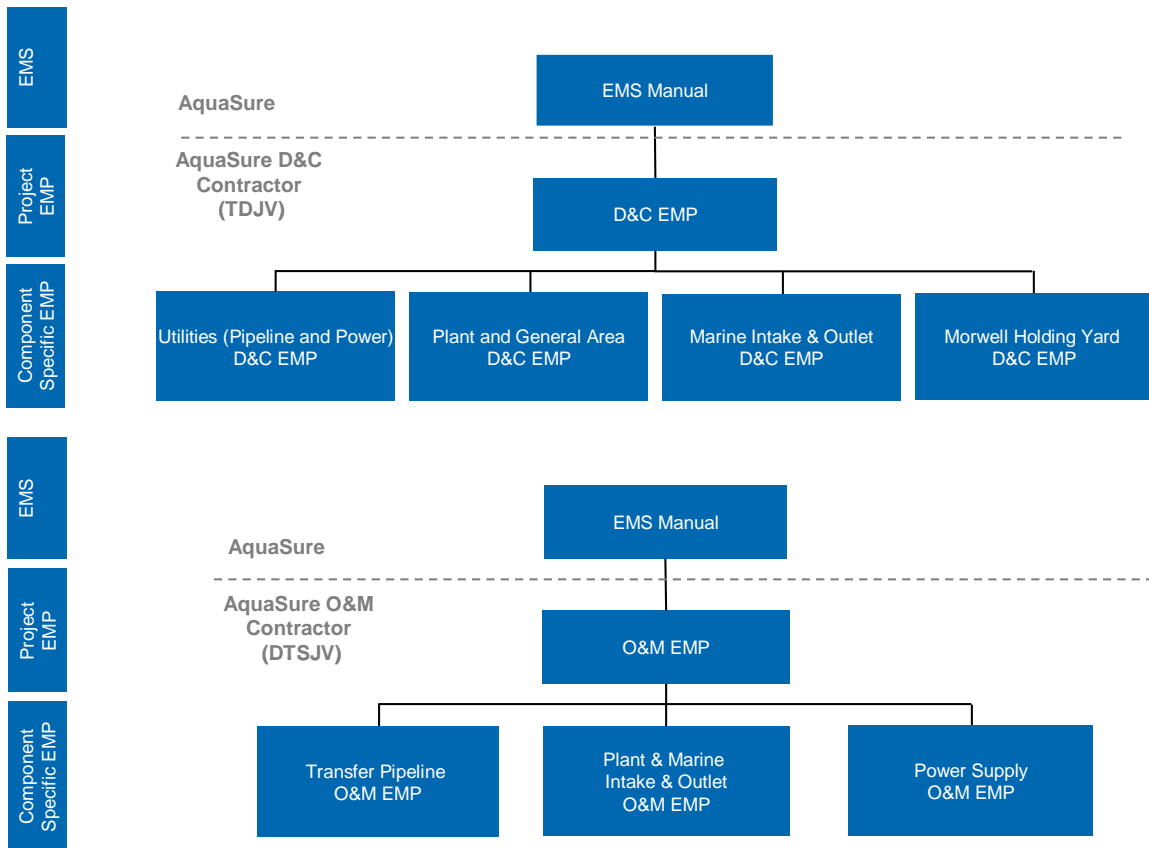 EMS
EMS Manual
AquaSure
Project
EMP
AquaSure D&C
Contractor
(TDJV)
D&C EMP
Component
Specific EMP
Utilities (Pipeline and Power)
D&C EMP
Plant and General Area
D&C EMP
Marine Intake & Outlet
D&C EMP
Morwell Holding Yard
D&C EMP
EMS
EMS Manual
AquaSure
Project
EMP
AquaSure O&M
Contractor
(DTSJV)
O&M EMP
Component
Specific EMP
Transfer Pipeline
O&M EMP
Plant & Marine
Intake & Outlet
O&M EMP
Power Supply
O&M EMP